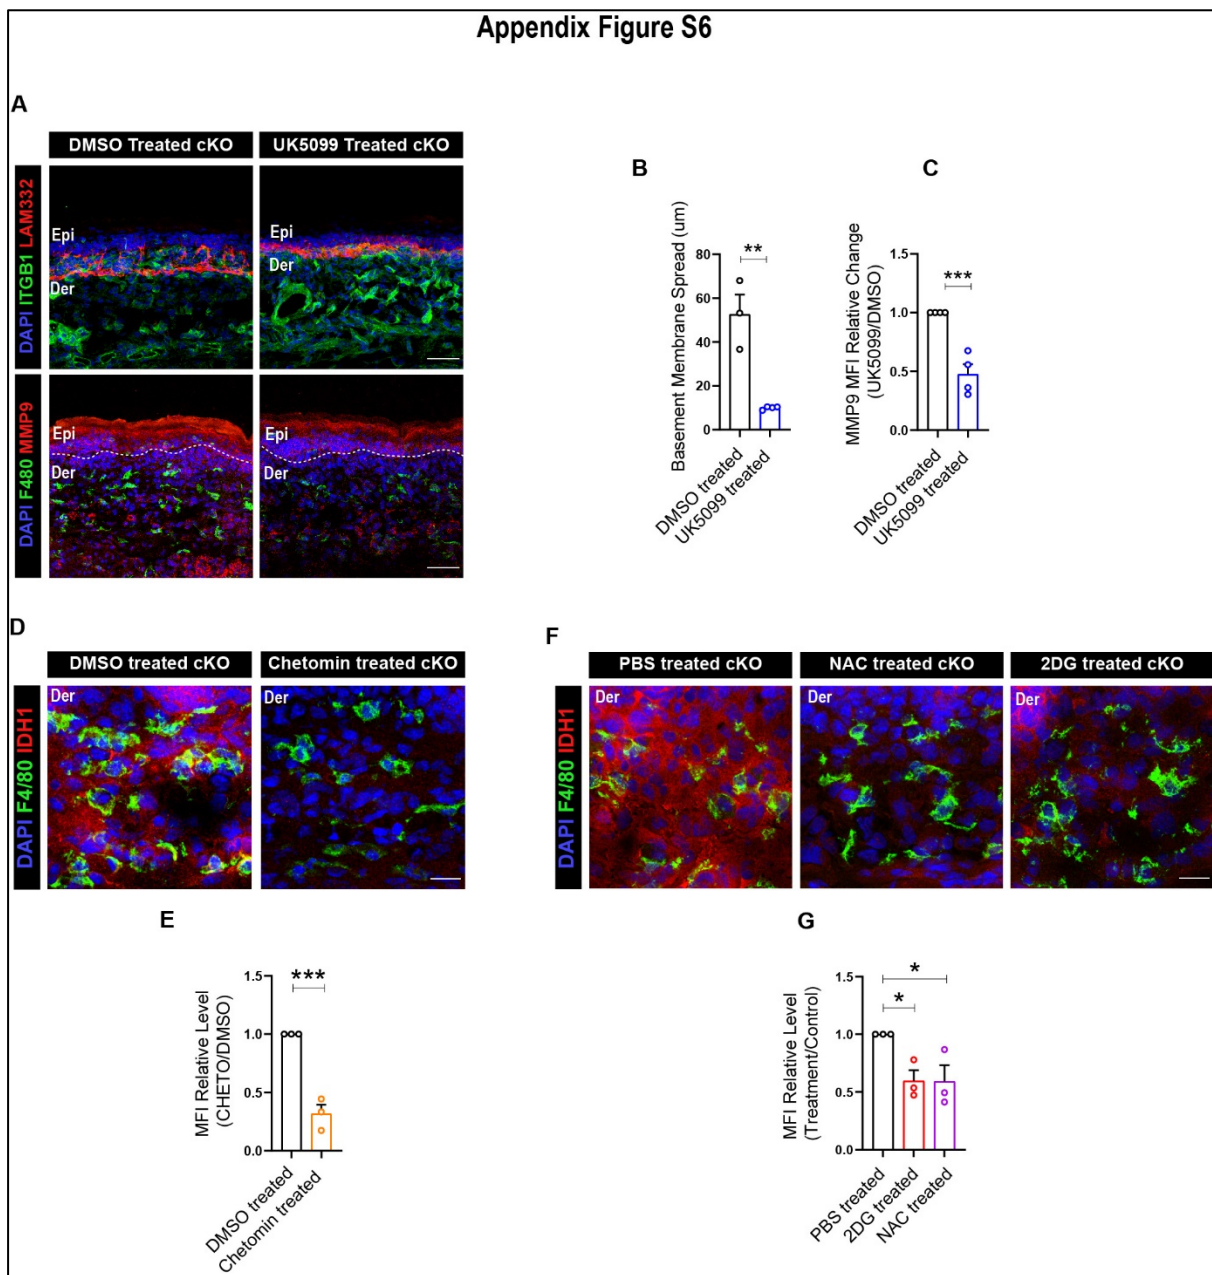 Appendix Figure S6
A
DMSO Treated cKO
UK5099 Treated cKO
DAPI ITGB1 LAM332
Epi
Der
Epi
Der
DAPI F480 MMP9
Epi
Der
Epi
Der
B
Basement Membrane Spread (um)
80
60
40
20
0
**
DMSO treated
UK5099 treated
C
MMP9 MFI Relative Change
(UK5099/DMSO)
1.5
1.0
0.5
0.0
***
DMSO treated
UK5099 treated
D
DMSO treated cKO
Chetomin treated cKO
DAPI F4/80 IDH1
Der
E
MFI Relative Level
(CHETO/DMSO)
1.5
1.0
0.5
0.0
***
DMSO treated
Chetomin treated
F
PBS treated cKO
NAC treated cKO
2DG treated cKO
DAPI F4/80 IDH1
Der
Der
Der
G
MFI Relative Level
(Treatment/Control)
1.5
1.0
0.5
0.0
*
*
PBS treated
2DG treated
NAC treated